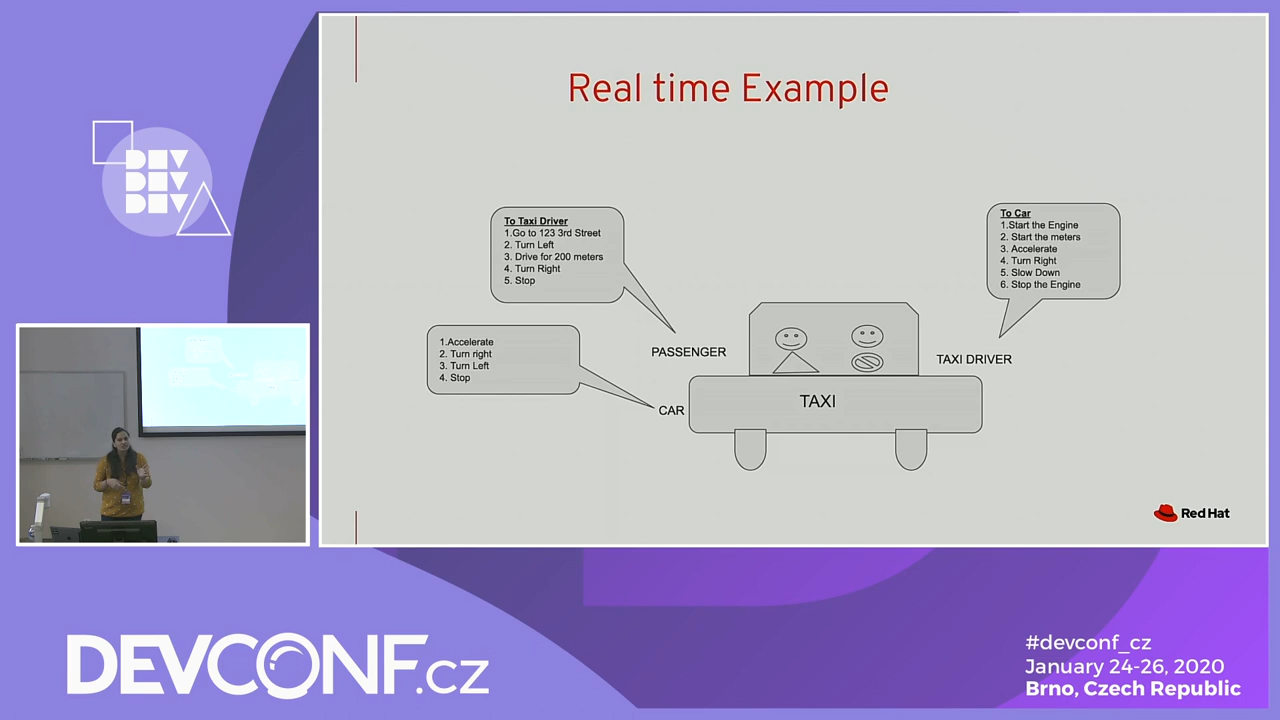 DEV
DEV
DEV
Real time Example
To Taxi Driver
1.Go to 123 3rd Street
2. Turn Left
3. Drive for 200 meters
4. Turn Right
5. Stop
To Car
1.Start the Engine
2. Start the meters
3. Accelerate
4. Turn Right
5. Slow Down
6. Stop the Engine
1.Accelerate
2. Turn right
3. Turn Left
4. Stop
PASSENGER
TAXI DRIVER
CAR
TAXI
Red Hat
DEVCONF.cz
#devconf_cz
January 24-26, 2020
Brno, Czech Republic